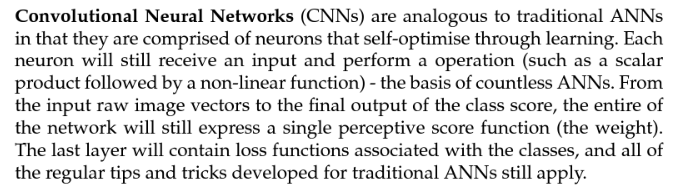 Convolutional Neural Networks (CNNs) are analogous to traditional ANNs
in that they are comprised of neurons that self-optimise through learning. Each
neuron will still receive an input and perform a operation (such as a scalar
product followed by a non-linear function) - the basis of countless ANNs. From
the input raw image vectors to the final output of the class score, the entire of
the network will still express a single perceptive score function (the weight).
The last layer will contain loss functions associated with the classes, and all of
the regular tips and tricks developed for traditional ANNs still apply.